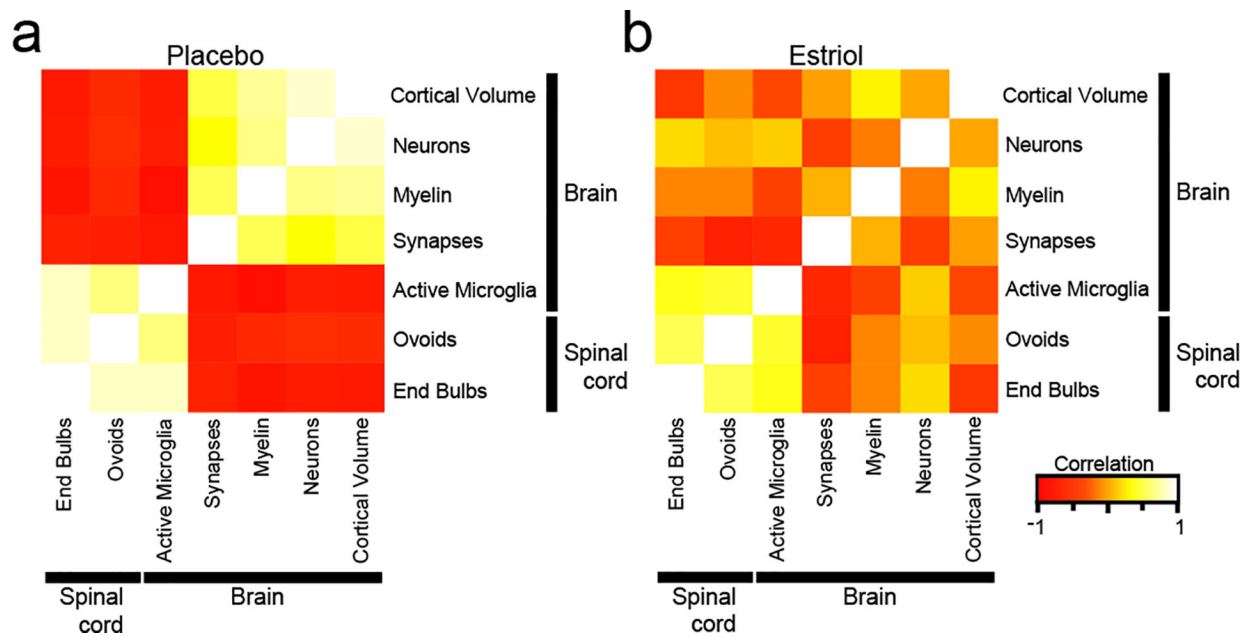 a
Placebo
Cortical Volume
Neurons
Myelin
Synapses
Active Microglia
Ovoids
End Bulbs
Brain
Spinal
cord
End Bulbs
Ovoids
Active Microglia
Synapses
Myelin
Neurons
Cortical Volume
Spinal
cord
Brain
b
Estriol
Cortical Volume
Neurons
Myelin
Synapses
Active Microglia
Ovoids
End Bulbs
Brain
Spinal
cord
End Bulbs
Ovoids
Active Microglia
Synapses
Myelin
Neurons
Cortical Volume
Spinal
cord
Brain
Correlation
-1 1